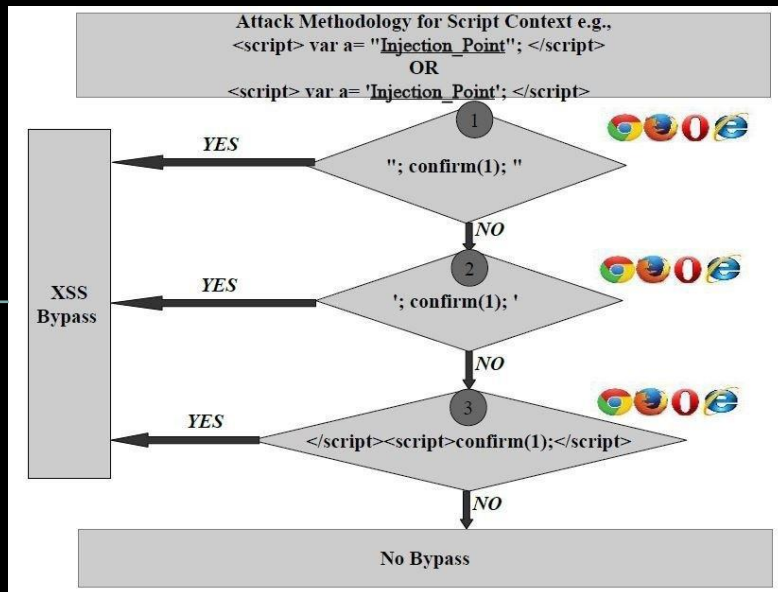 Attack Methodology for Script Context e.g.,
<script> var a= "Injection_Point"; </script>
OR
<script> var a= 'Injection_Point'; </script>
1
YES
"; confirm(1); "
NO
2
XSS
Bypass
YES
'; confirm(1); '
NO
3
YES
</script><script>confirm(1);</script>
NO
No Bypass